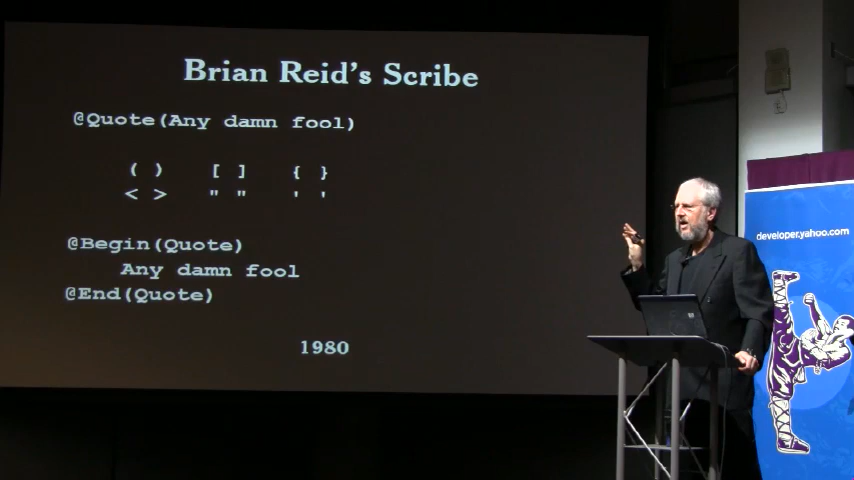 Brian Reid's Scribe
@Quote(Any damn fool)
( ) [ ] { }
< > " " ' '
@Begin(Quote)
Any damn fool
@End(Quote)
1980
developer.yahoo.com